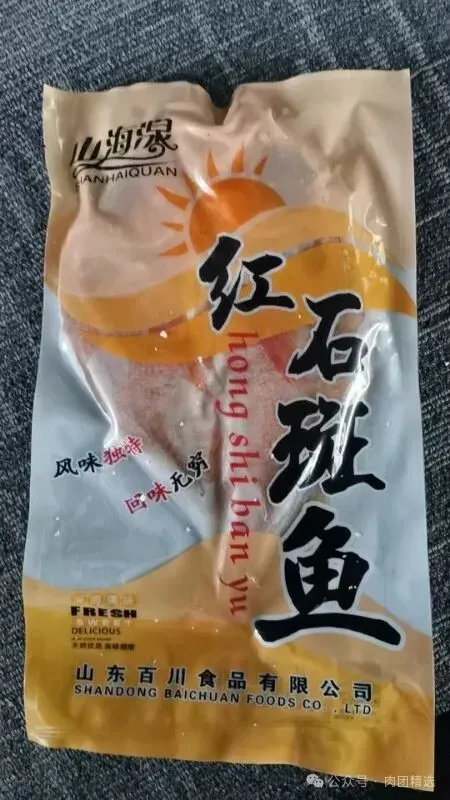 山海湶
SHANHAIQUAN
红石斑鱼
hong shi ban yu
风味独特
回味无穷
FRESH
SWEET
DELICIOUS
山东百川食品有限公司
SHANDONG BAICHUAN FOODS CO.,LTD
公众号·肉团精选